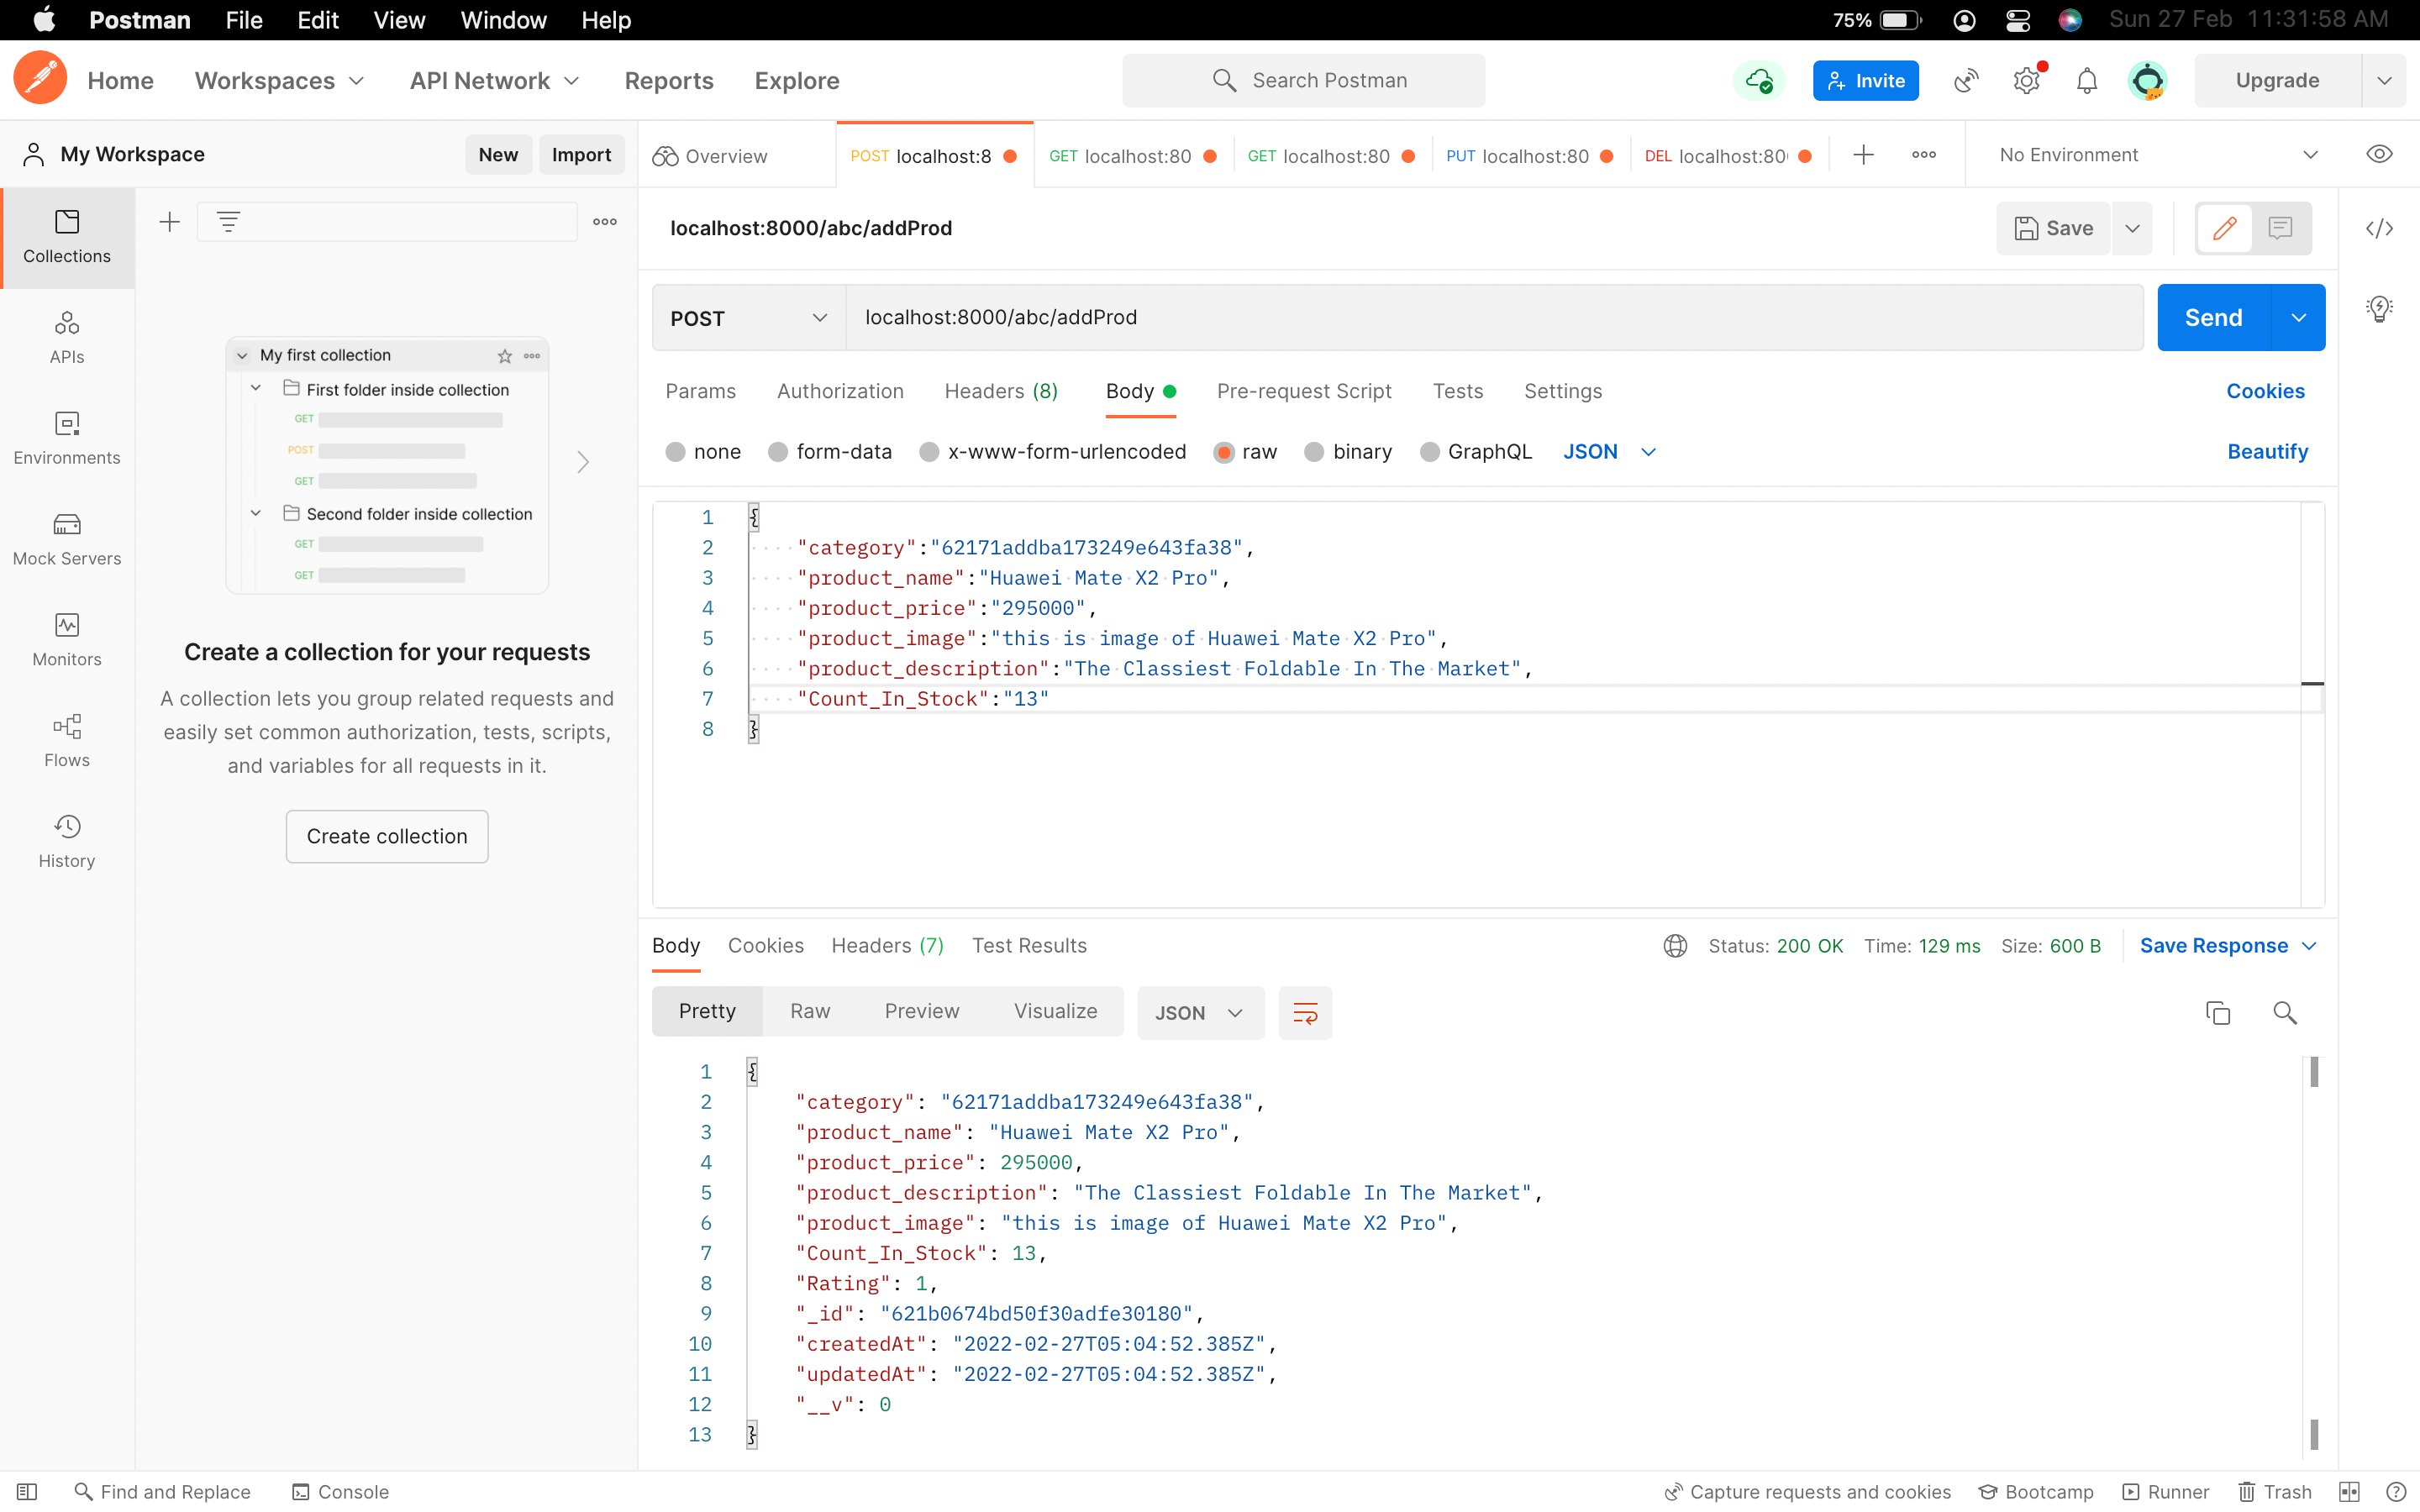 Postman File Edit View Window Help 75% Sun 27 Feb 11:31:58 AM
Home Workspaces API Network Reports Explore Search Postman Invite Upgrade
My Workspace New Import
Overview POST localhost:8 GET localhost:80 GET localhost:80 PUT localhost:80 DEL localhost:80 No Environment
Collections
APIs
Environments
Mock Servers
Monitors
Flows
History
My first collection
First folder inside collection
GET
POST
GET
Second folder inside collection
GET
GET
Create a collection for your requests
A collection lets you group related requests and
easily set common authorization, tests, scripts,
and variables for all requests in it.
Create collection
localhost:8000/abc/addProd Save
POST localhost:8000/abc/addProd Send
Params Authorization Headers (8) Body Pre-request Script Tests Settings Cookies
none form-data x-www-form-urlencoded raw binary GraphQL JSON Beautify
1 {
2 "category":"62171addba173249e643fa38",
3 "product_name":"Huawei Mate X2 Pro",
4 "product_price":"295000",
5 "product_image":"this is image of Huawei Mate X2 Pro",
6 "product_description":"The Classiest Foldable In The Market",
7 "Count_In_Stock":"13"
8 }
Body Cookies Headers (7) Test Results Status: 200 OK Time: 129 ms Size: 600 B Save Response
Pretty Raw Preview Visualize JSON
1 {
2 "category": "62171addba173249e643fa38",
3 "product_name": "Huawei Mate X2 Pro",
4 "product_price": 295000,
5 "product_description": "The Classiest Foldable In The Market",
6 "product_image": "this is image of Huawei Mate X2 Pro",
7 "Count_In_Stock": 13,
8 "Rating": 1,
9 "_id": "621b0674bd50f30adfe30180",
10 "createdAt": "2022-02-27T05:04:52.385Z",
11 "updatedAt": "2022-02-27T05:04:52.385Z",
12 "__v": 0
13 }
Find and Replace Console Capture requests and cookies Bootcamp Runner Trash